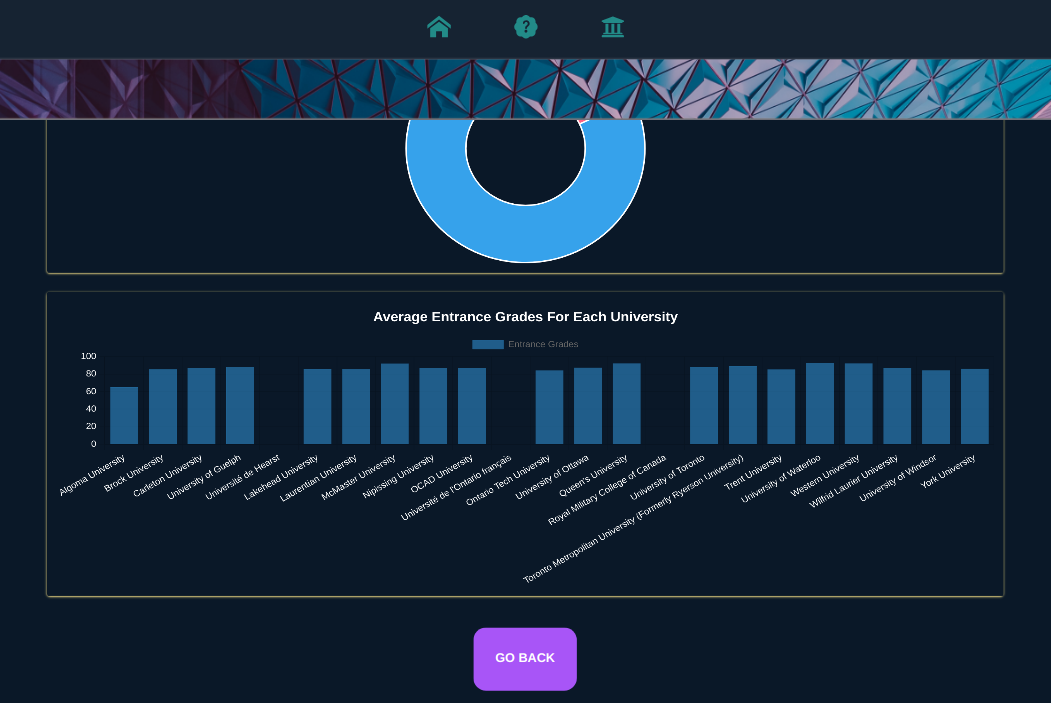 ?
Average Entrance Grades For Each University
Entrance Grades
100
80
60
40
20
0
Algoma University
Brock University
Carleton University
University of Guelph
Université de Hearst
Lakehead University
Laurentian University
McMaster University
Nipissing University
OCAD University
Université de l'Ontario français
Ontario Tech University
University of Ottawa
Queen's University
Royal Military College of Canada
University of Toronto
Toronto Metropolitan University (Formerly Ryerson University)
Trent University
University of Waterloo
Western University
Wilfrid Laurier University
University of Windsor
York University
GO BACK